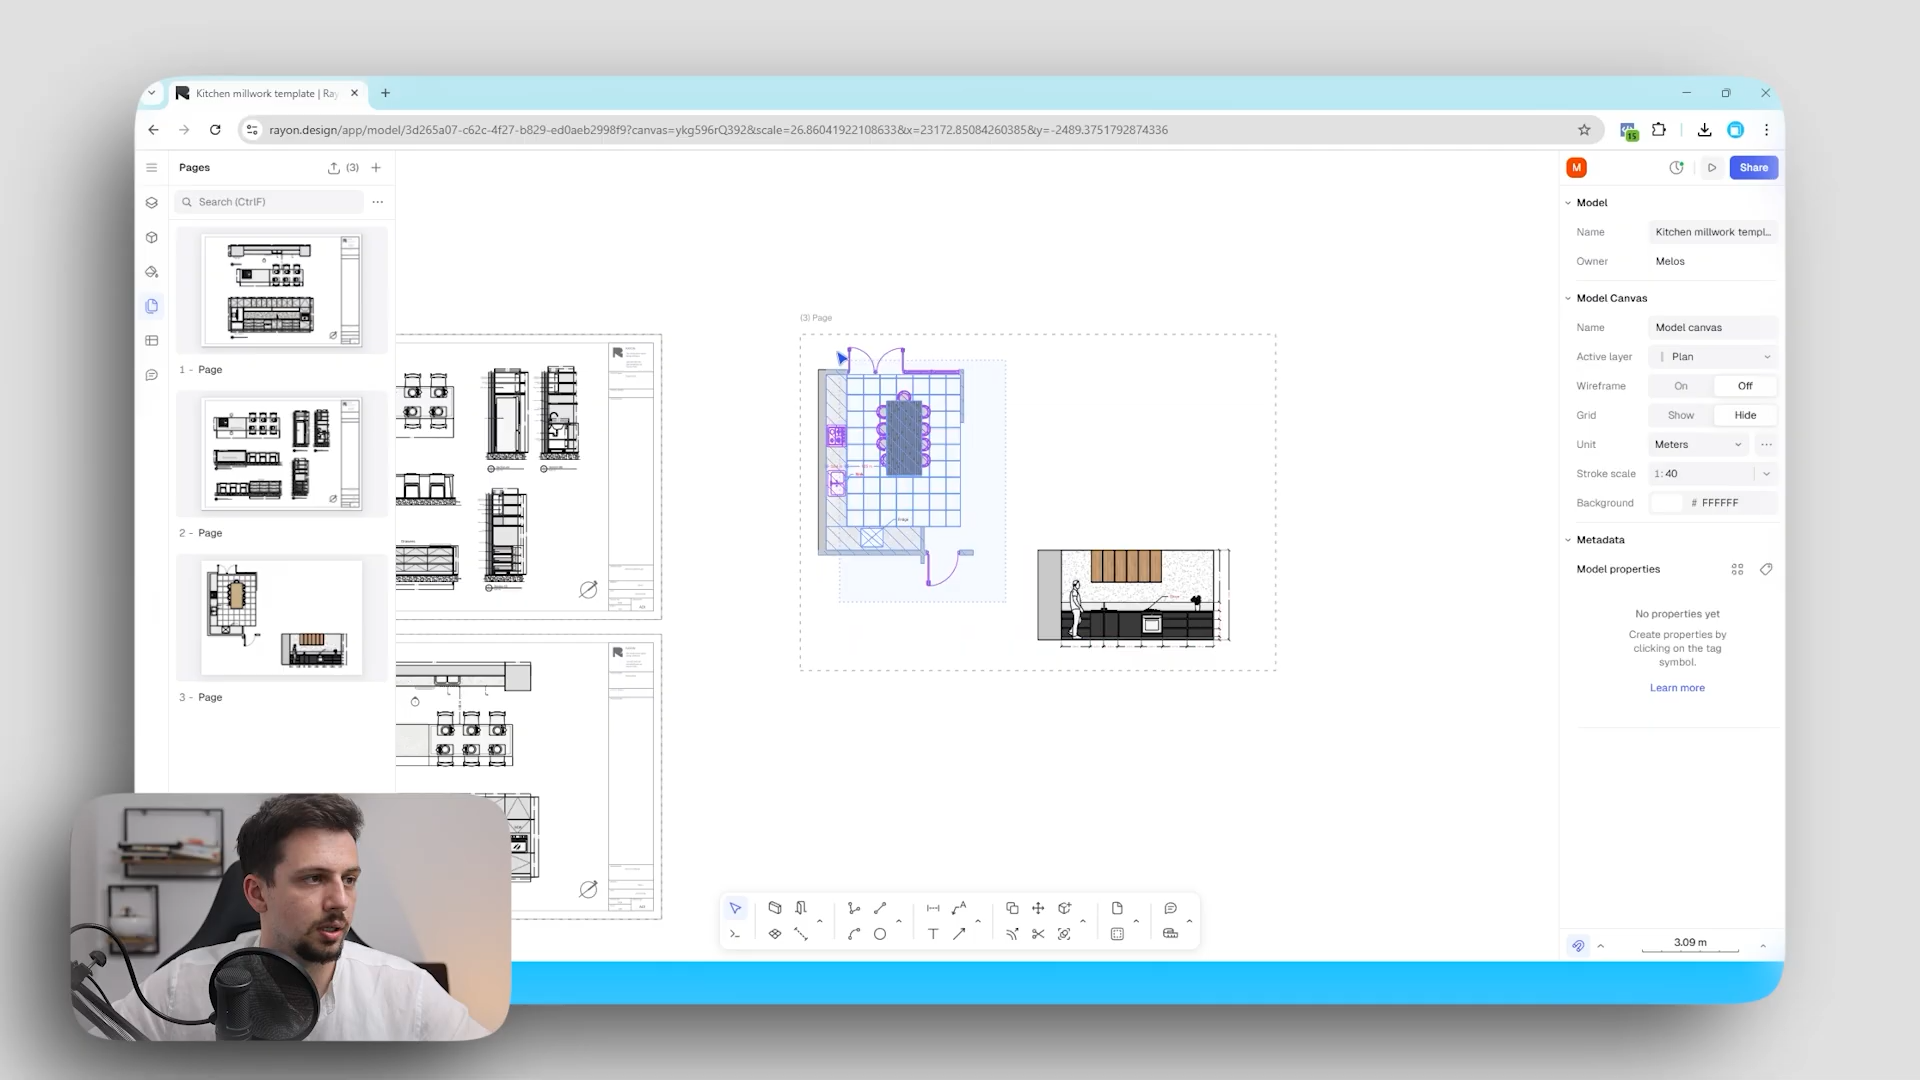 Kitchen millwork template | Ray
rayon.design/app/model/3d265a07-c62c-4f27-b829-ed0aeb2998f9?canvas=ykg596rQ392&scale=26.86041922108633&x=23172.85084260385&y=-2489.3751792874336
15
Pages
(3)
Search (CtrlF)
1 - Page
2 - Page
3 - Page
(3) Page
Fridge
M
Share
Model
Name
Kitchen millwork templ...
Owner
Melos
Model Canvas
Name
Model canvas
Active layer
Plan
Wireframe
On
Off
Grid
Show
Hide
Unit
Meters
Stroke scale
1: 40
Background
# FFFFFF
Metadata
Model properties
No properties yet
Create properties by
clicking on the tag
symbol.
Learn more
3.09 m